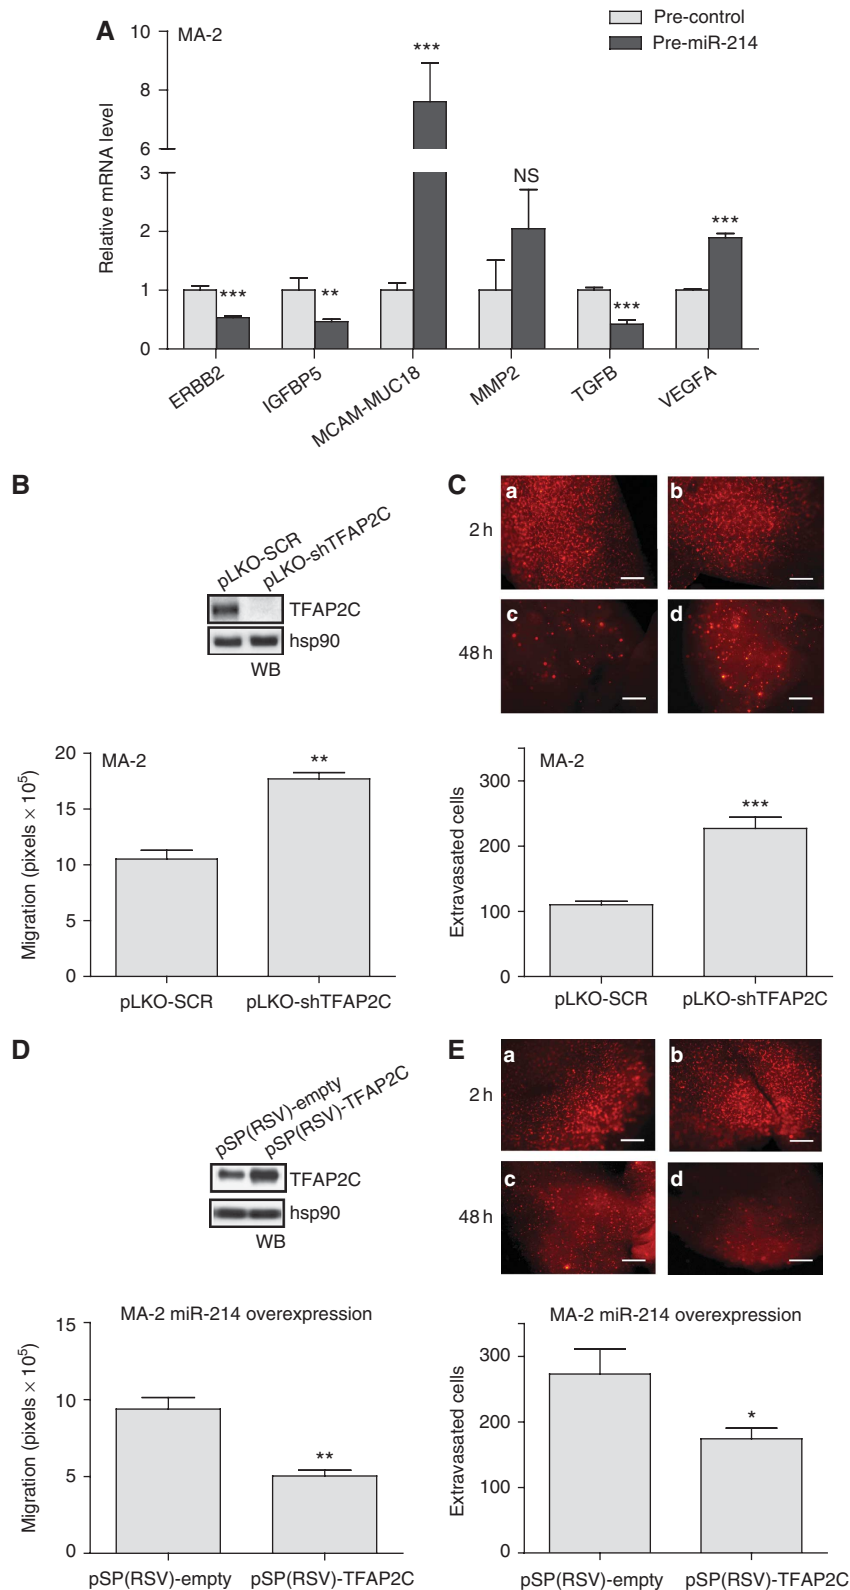 A
MA-2
Pre-control
Pre-miR-214
Relative mRNA level
10
8
6
3
2
1
0
***
**
***
NS
***
***
ERBB2
IGFBP5
MCAM-MUC18
MMP2
TGFB
VEGFA
B
pLKO-SCR
pLKO-shTFAP2C
TFAP2C
hsp90
WB
MA-2
Migration (pixels × 10⁵)
20
15
10
5
0
**
pLKO-SCR
pLKO-shTFAP2C
C
2 h
a
b
48 h
c
d
MA-2
Extravasated cells
300
200
100
0
***
pLKO-SCR
pLKO-shTFAP2C
D
pSP(RSV)-empty
pSP(RSV)-TFAP2C
TFAP2C
hsp90
WB
MA-2 miR-214 overexpression
Migration (pixels × 10⁵)
15
10
5
0
**
pSP(RSV)-empty
pSP(RSV)-TFAP2C
E
2 h
a
b
48 h
c
d
MA-2 miR-214 overexpression
Extravasated cells
300
200
100
0
*
pSP(RSV)-empty
pSP(RSV)-TFAP2C